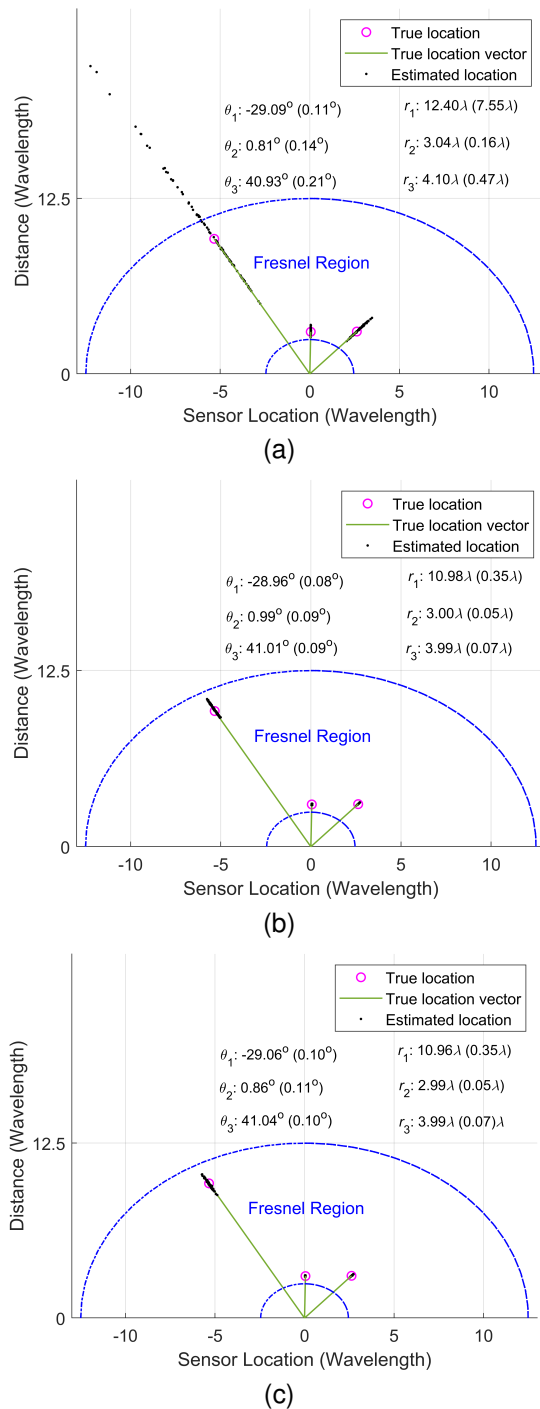 True location
True location vector
Estimated location
θ1: -29.09° (0.11°) r1: 12.40λ (7.55λ)
θ2: 0.81° (0.14°) r2: 3.04λ (0.16λ)
θ3: 40.93° (0.21°) r3: 4.10λ (0.47λ)
12.5
Fresnel Region
0
Distance (Wavelength)
-10 -5 0 5 10
Sensor Location (Wavelength)
(a)
True location
True location vector
Estimated location
θ1: -28.96° (0.08°) r1: 10.98λ (0.35λ)
θ2: 0.99° (0.09°) r2: 3.00λ (0.05λ)
θ3: 41.01° (0.09°) r3: 3.99λ (0.07λ)
12.5
Fresnel Region
0
Distance (Wavelength)
-10 -5 0 5 10
Sensor Location (Wavelength)
(b)
True location
True location vector
Estimated location
θ1: -29.06° (0.10°) r1: 10.96λ (0.35λ)
θ2: 0.86° (0.11°) r2: 2.99λ (0.05λ)
θ3: 41.04° (0.10°) r3: 3.99λ (0.07)λ
12.5
Fresnel Region
0
Distance (Wavelength)
-10 -5 0 5 10
Sensor Location (Wavelength)
(c)